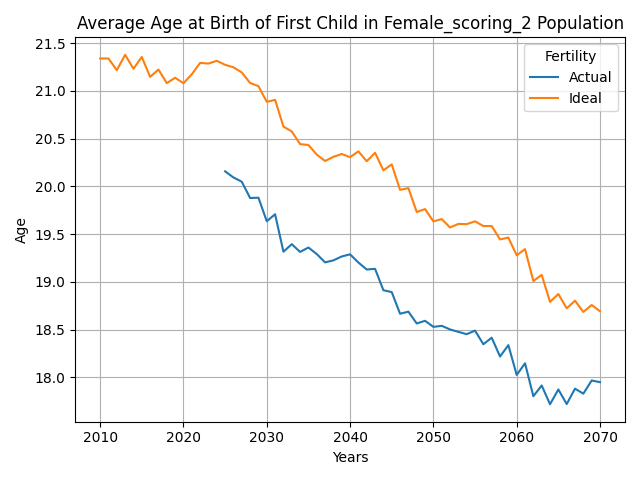 Average Age at Birth of First Child in Female_scoring_2 Population
Fertility
Actual
Ideal
21.5
21.0
20.5
20.0
19.5
19.0
18.5
18.0
Age
2010
2020
2030
2040
2050
2060
2070
Years